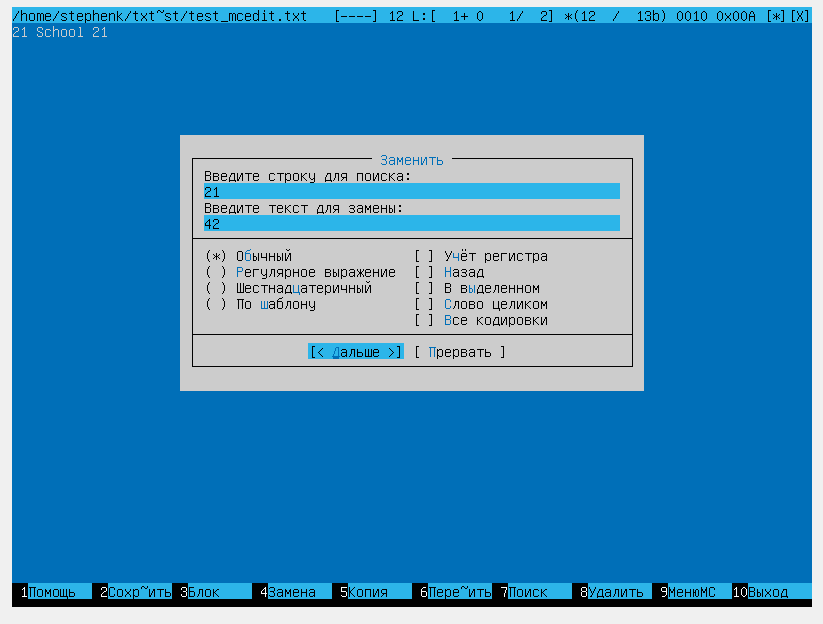 /home/stephenk/txt~st/test_mcedit.txt [----] 12 L:[ 1+ 0 1/ 2] *(12 / 13b) 0010 0x00A [*][X]
21 School 21
Заменить
Введите строку для поиска:
21
Введите текст для замены:
42
(*) Обычный [ ] Учёт регистра
( ) Регулярное выражение [ ] Назад
( ) Шестнадцатеричный [ ] В выделенном
( ) По шаблону [ ] Слово целиком
[ ] Все кодировки
[< Дальше >] [ Прервать ]
1Помощь 2Сохр~ить 3Блок 4Замена 5Копия 6Пере~ить 7Поиск 8Удалить 9МенюMC 10Выход